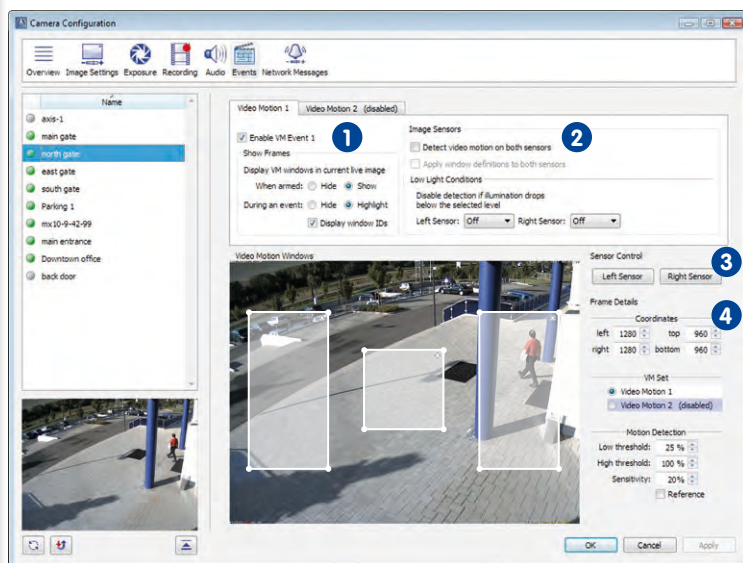 Camera Configuration
Overview Image Settings Exposure Recording Audio Events Network Messages
Name
axis-1
main gate
north gate
east gate
south gate
Parking 1
mx10-9-42-99
main entrance
Downtown office
back door
Video Motion 1 Video Motion 2 (disabled)
Enable VM Event 1
1
Show Frames
Display VM windows in current live image
When armed: Hide Show
During an event: Hide Highlight
Display window IDs
Image Sensors
2
Detect video motion on both sensors
Apply window definitions to both sensors
Low Light Conditions
Disable detection if illumination drops
below the selected level
Left Sensor: Off Right Sensor: Off
Video Motion Windows
Sensor Control
3
Left Sensor Right Sensor
Frame Details
4
Coordinates
left 1280 top 960
right 1280 bottom 960
VM Set
Video Motion 1
Video Motion 2 (disabled)
Motion Detection
Low threshold: 25 %
High threshold: 100 %
Sensitivity: 20%
Reference
OK Cancel Apply